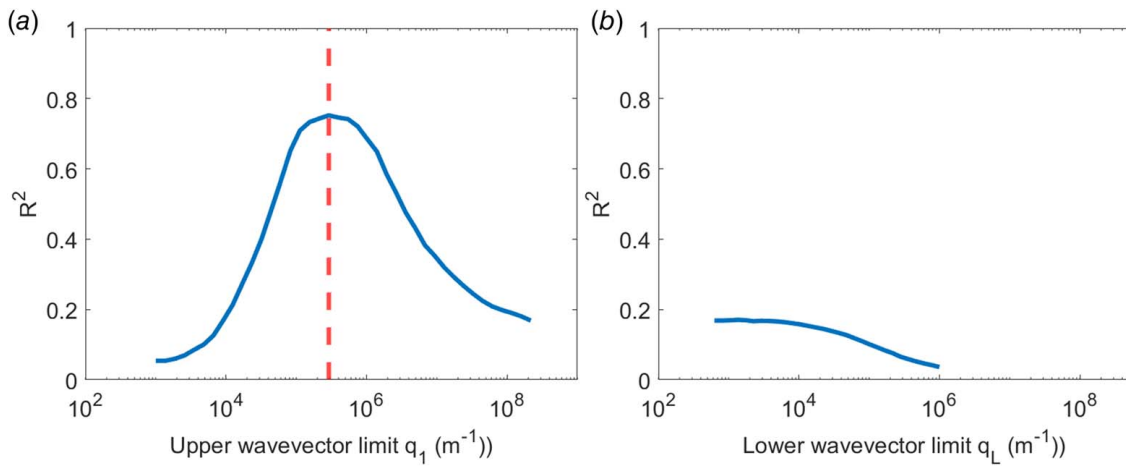 (a)
1
0.8
0.6
0.4
0.2
0
R²
10² 10⁴ 10⁶ 10⁸
Upper wavevector limit q₁ (m⁻¹))
(b)
1
0.8
0.6
0.4
0.2
0
R²
10² 10⁴ 10⁶ 10⁸
Lower wavevector limit q_L (m⁻¹))